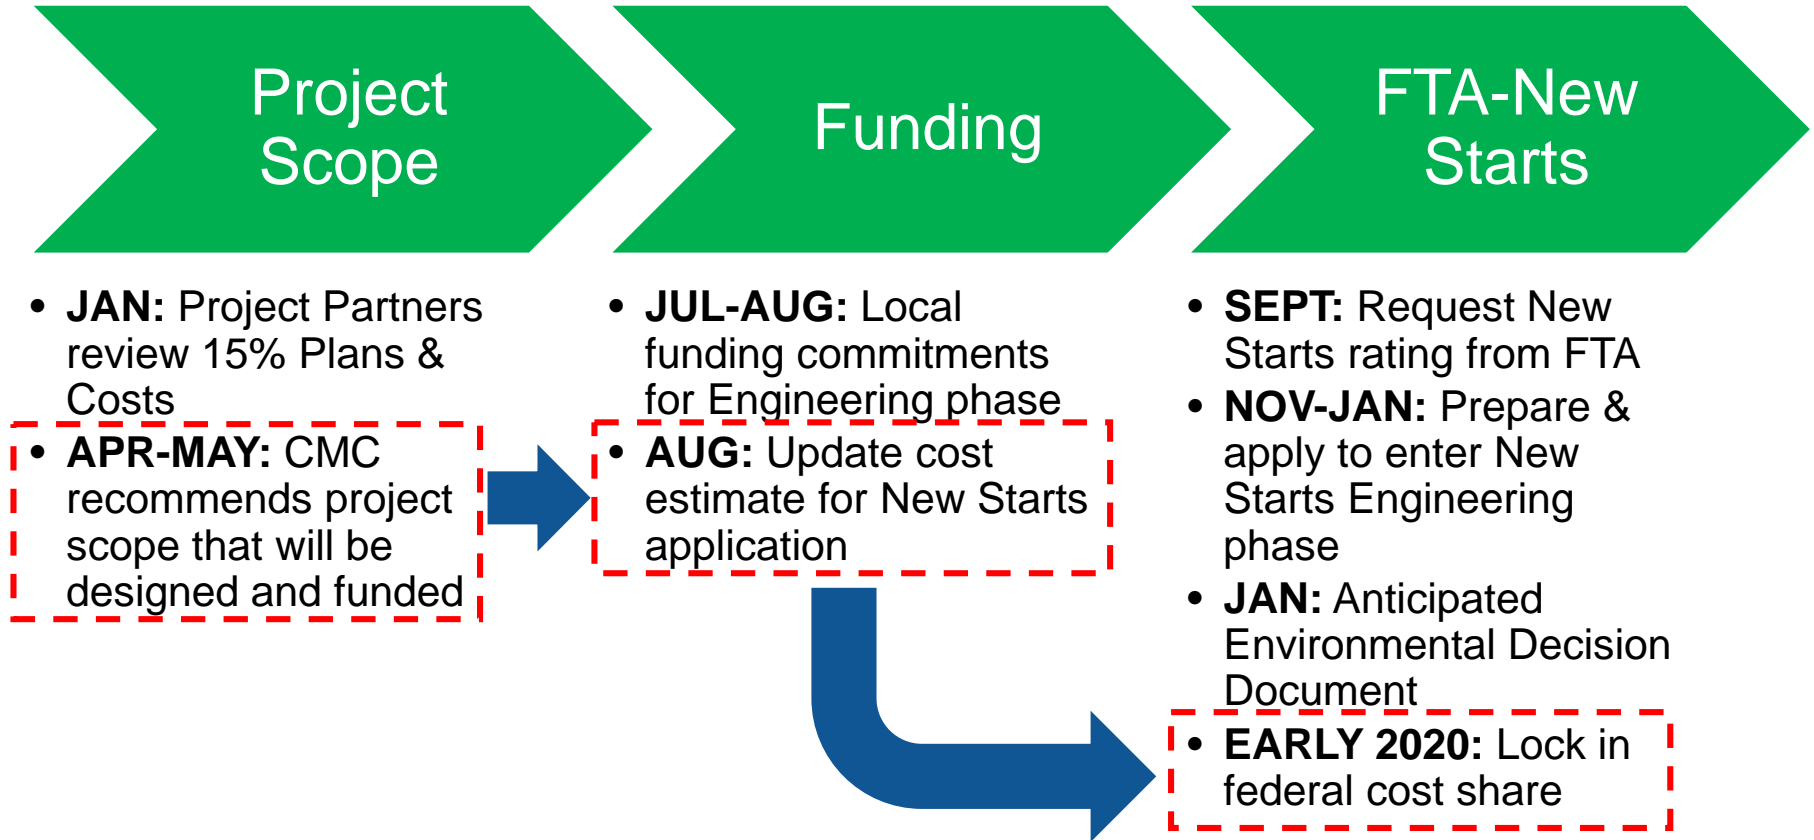 Project
Scope
Funding
FTA-New
Starts
• JAN: Project Partners
review 15% Plans &
Costs
• APR-MAY: CMC
recommends project
scope that will be
designed and funded
• JUL-AUG: Local
funding commitments
for Engineering phase
• AUG: Update cost
estimate for New Starts
application
• SEPT: Request New
Starts rating from FTA
• NOV-JAN: Prepare &
apply to enter New
Starts Engineering
phase
• JAN: Anticipated
Environmental Decision
Document
• EARLY 2020: Lock in
federal cost share